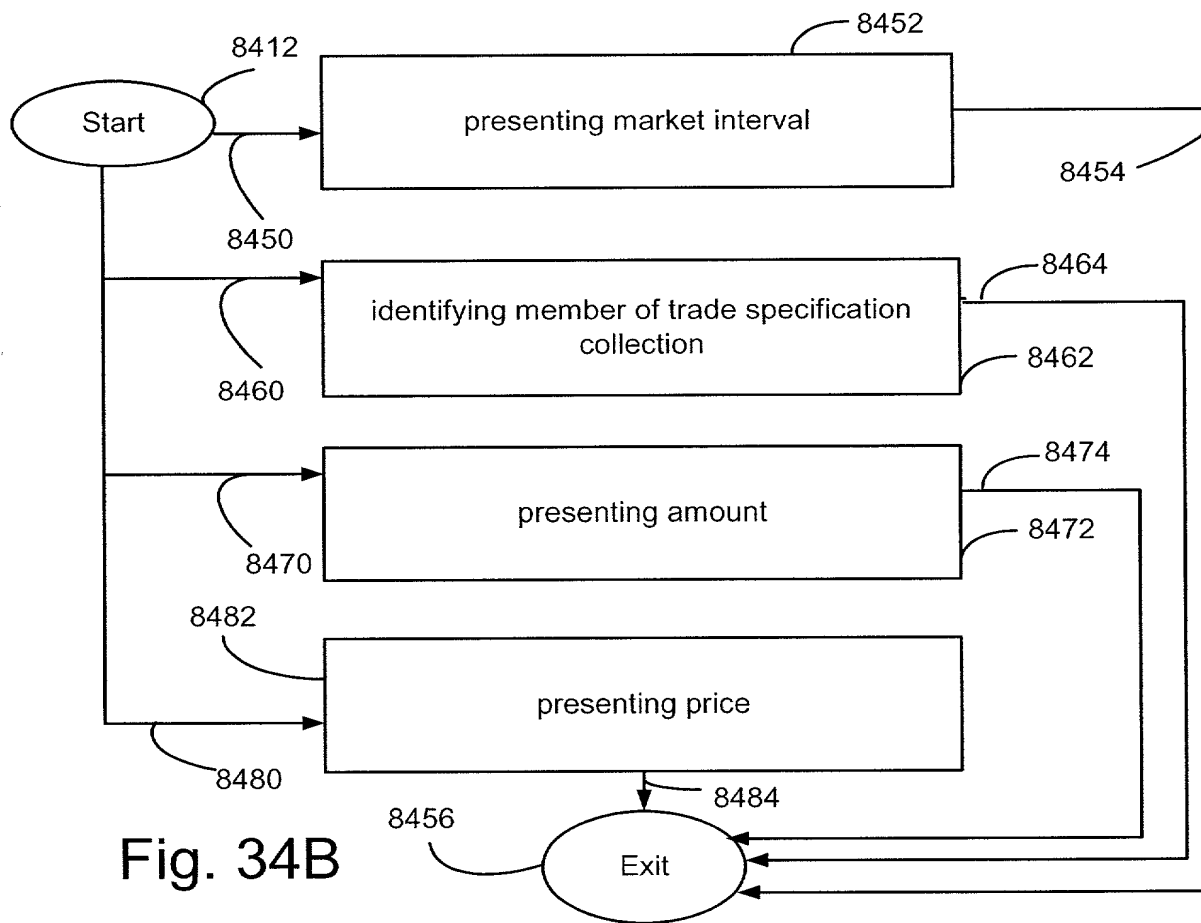 8412
8452
Start
presenting market interval
8454
8450
8464
identifying member of trade specification
collection
8462
8460
8474
presenting amount
8472
8470
8482
presenting price
8480
8484
8456
Fig. 34B
Exit